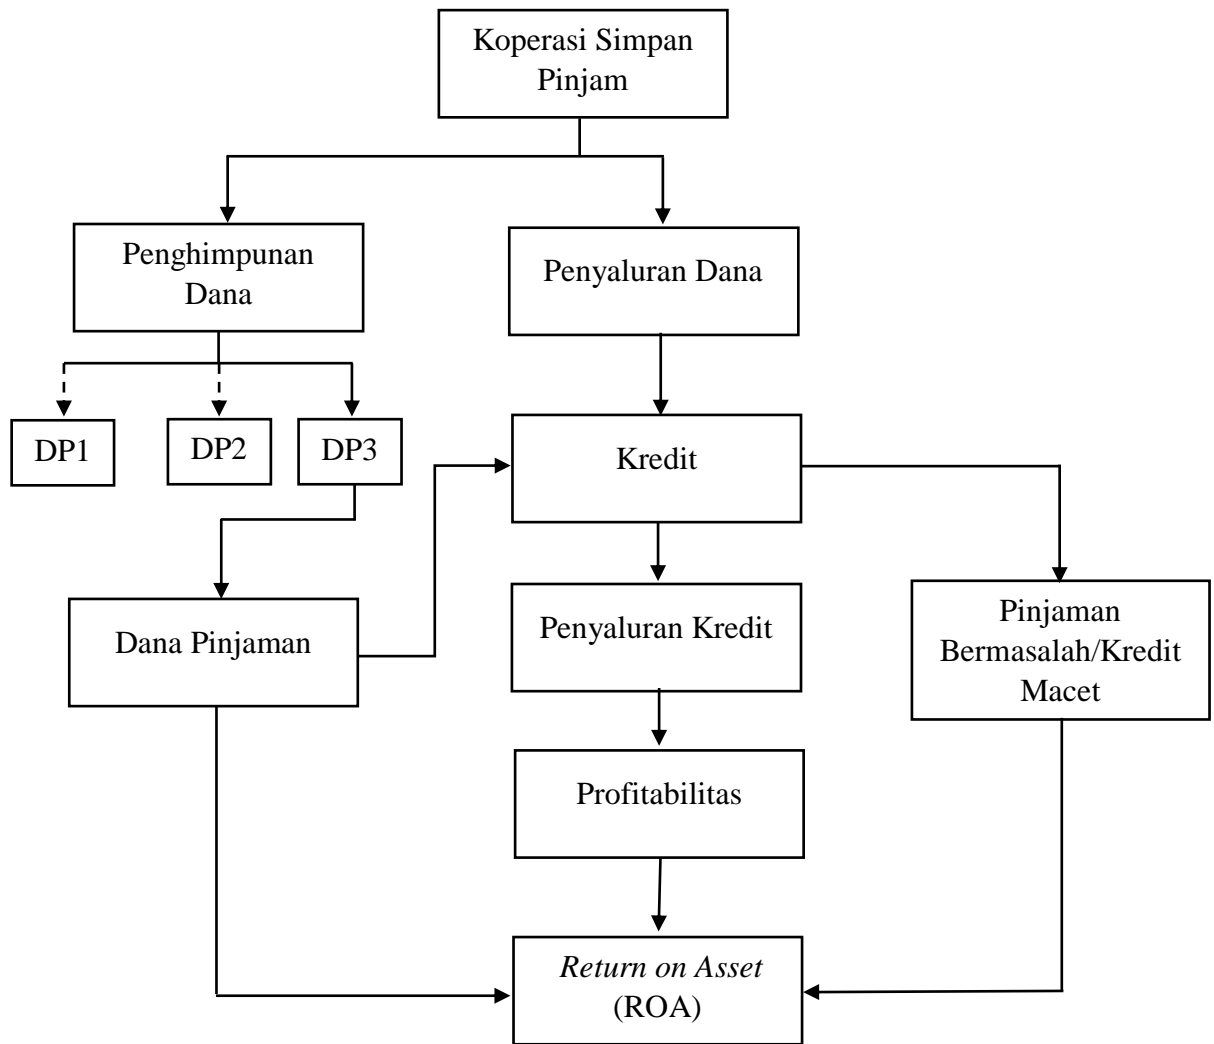 Koperasi Simpan
Pinjam
Penghimpunan
Dana
Penyaluran Dana
DP1
DP2
DP3
Kredit
Dana Pinjaman
Penyaluran Kredit
Pinjaman
Bermasalah/Kredit
Macet
Profitabilitas
Return on Asset
(ROA)